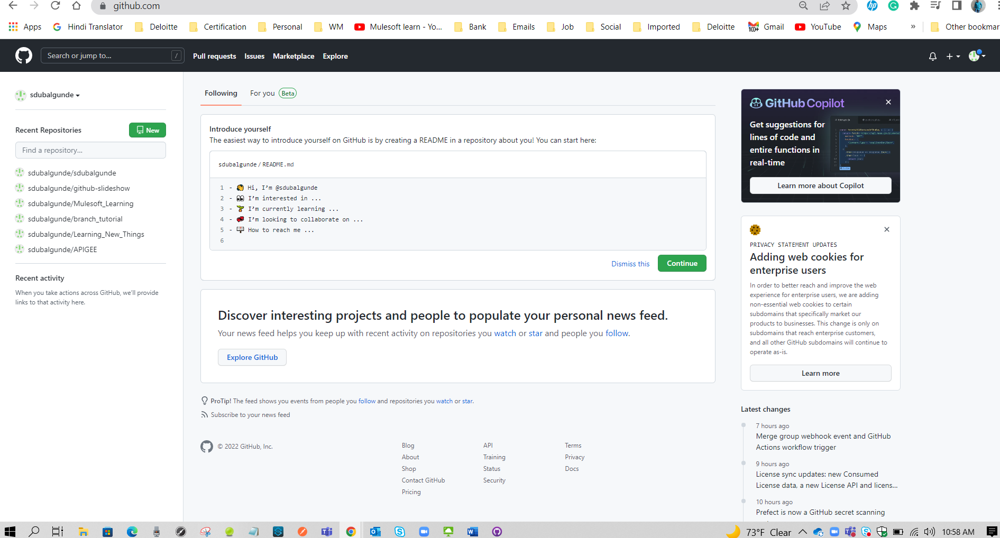 github.com
Apps Hindi Translator Deloitte Certification Personal WM Mulesoft learn - Yo... Bank Emails Job Social Imported Deloitte Gmail YouTube Maps » Other bookmar
Search or jump to... / Pull requests Issues Marketplace Explore
sdubalgunde
Recent Repositories New
Find a repository...
sdubalgunde/sdubalgunde
sdubalgunde/github-slideshow
sdubalgunde/Mulesoft_Learning
sdubalgunde/branch_tutorial
sdubalgunde/Learning_New_Things
sdubalgunde/APIGEE
Recent activity
When you take actions across GitHub, we'll provide
links to that activity here.
Following For you Beta
Introduce yourself
The easiest way to introduce yourself on GitHub is by creating a README in a repository about you! You can start here:
sdubalgunde / README.md
1 - 👋 Hi, I’m @sdubalgunde
2 - 👀 I’m interested in ...
3 - 🌱 I’m currently learning ...
4 - 💞️ I’m looking to collaborate on ...
5 - 📫 How to reach me ...
6
Dismiss this Continue
Discover interesting projects and people to populate your personal news feed.
Your news feed helps you keep up with recent activity on repositories you watch or star and people you follow.
Explore GitHub
ProTip! The feed shows you events from people you follow and repositories you watch or star.
Subscribe to your news feed
© 2022 GitHub, Inc.
Blog
About
Shop
Contact GitHub
Pricing
API
Training
Status
Security
Terms
Privacy
Docs
GitHub Copilot
Get suggestions for
lines of code and
entire functions in
real-time
Learn more about Copilot
PRIVACY STATEMENT UPDATES
Adding web cookies for
enterprise users
In order to better reach and improve the web
experience for enterprise users, we are adding
non-essential web cookies to certain
subdomains that specifically market our
products to businesses. This change is only on
subdomains that reach enterprise customers,
and all other GitHub subdomains will continue to
operate as-is.
Learn more
Latest changes
7 hours ago
Merge group webhook event and GitHub
Actions workflow trigger
9 hours ago
License sync updates: new Consumed
License data, a new License API and licens...
10 hours ago
Prefect is now a GitHub secret scanning
73°F Clear 10:58 AM